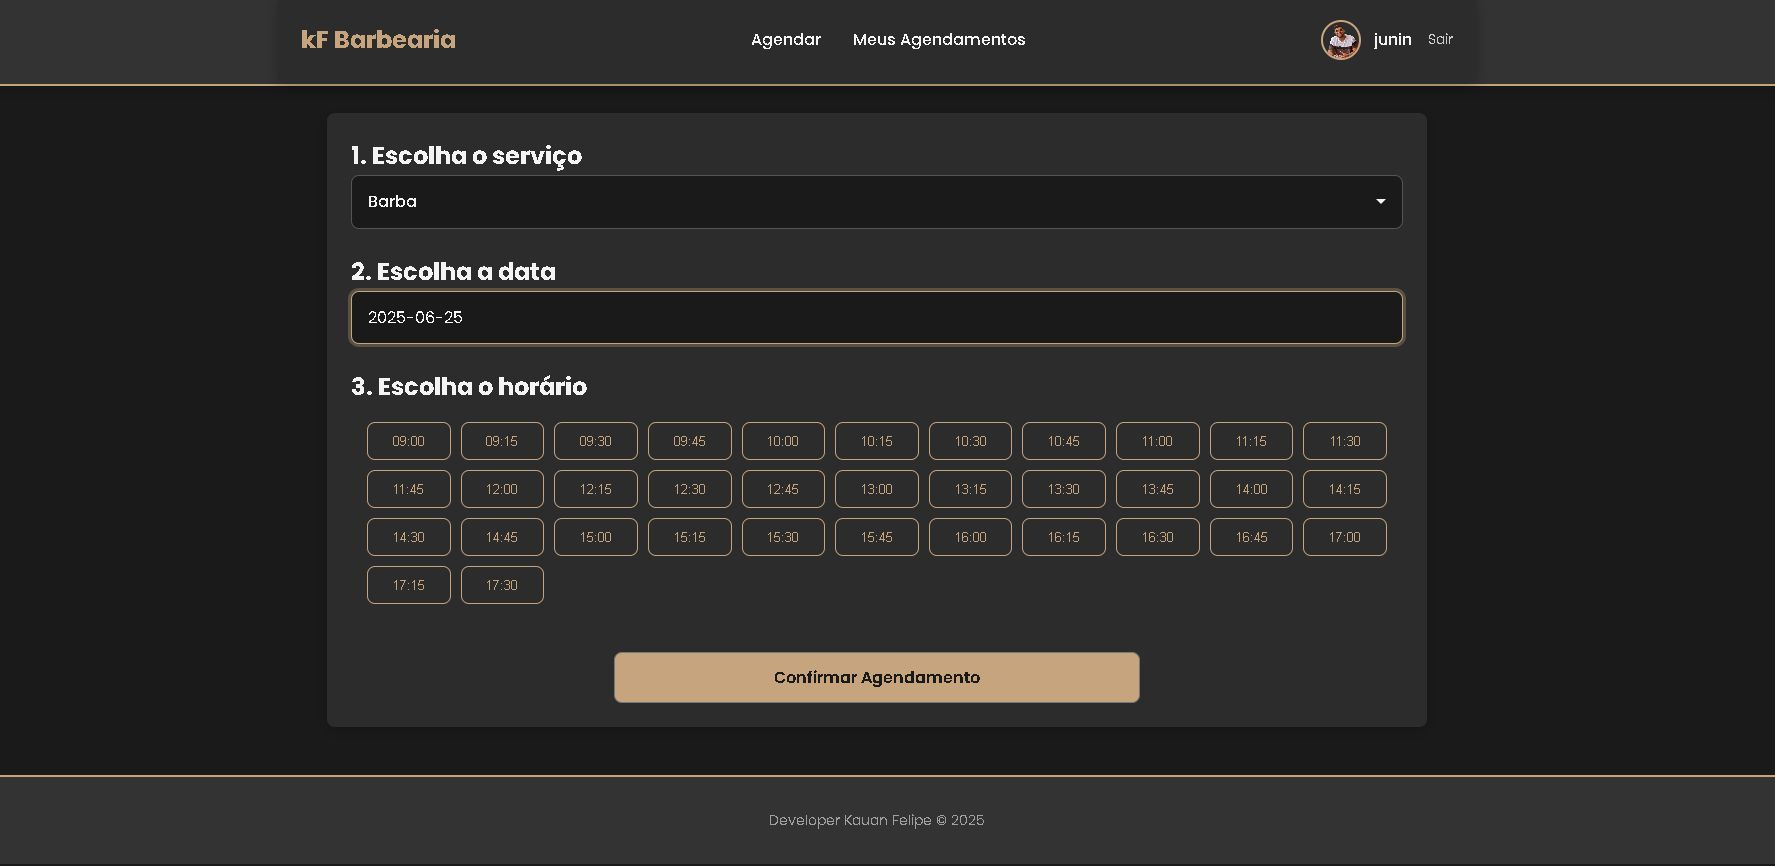 kF Barbearia
Agendar
Meus Agendamentos
junin
Sair
1. Escolha o serviço
Barba
2. Escolha a data
2025-06-25
3. Escolha o horário
09:00 09:15 09:30 09:45 10:00 10:15 10:30 10:45 11:00 11:15 11:30
11:45 12:00 12:15 12:30 12:45 13:00 13:15 13:30 13:45 14:00 14:15
14:30 14:45 15:00 15:15 15:30 15:45 16:00 16:15 16:30 16:45 17:00
17:15 17:30
Confirmar Agendamento
Developer Kauan Felipe © 2025